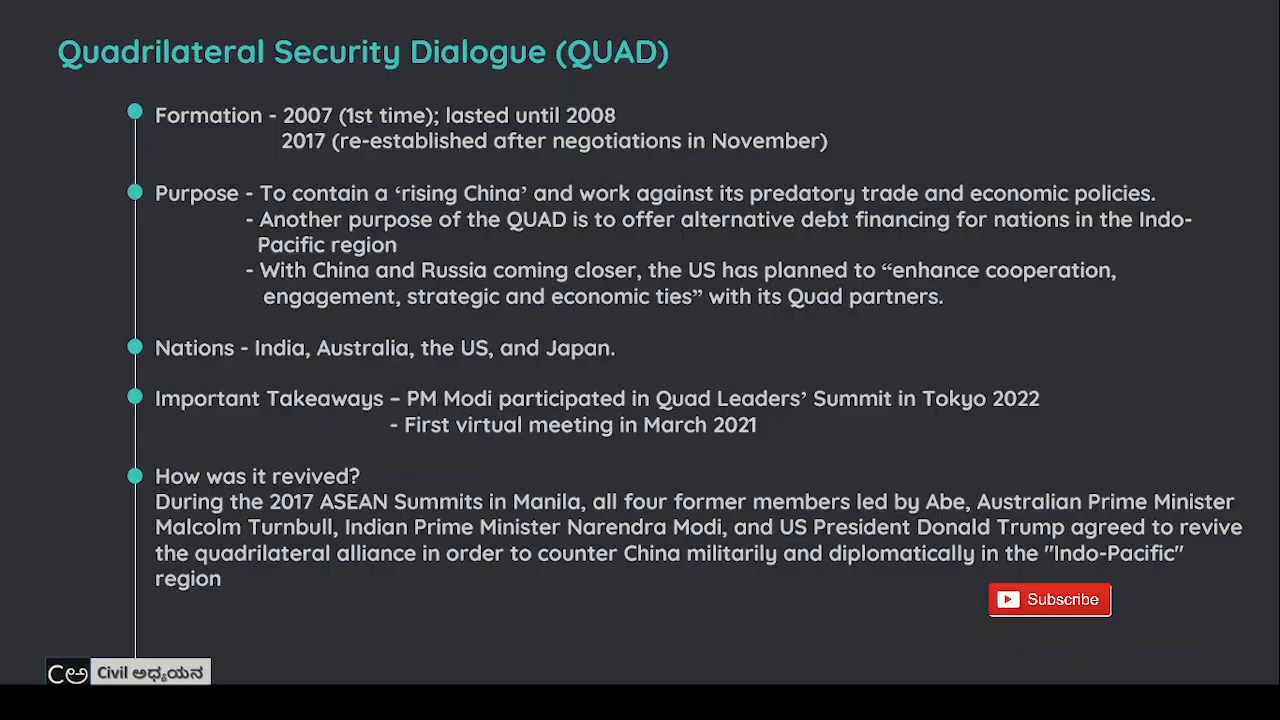 Quadrilateral Security Dialogue (QUAD)
Formation - 2007 (1st time); lasted until 2008
2017 (re-established after negotiations in November)
Purpose - To contain a ‘rising China’ and work against its predatory trade and economic policies.
- Another purpose of the QUAD is to offer alternative debt financing for nations in the Indo-
Pacific region
- With China and Russia coming closer, the US has planned to “enhance cooperation,
engagement, strategic and economic ties” with its Quad partners.
Nations - India, Australia, the US, and Japan.
Important Takeaways – PM Modi participated in Quad Leaders’ Summit in Tokyo 2022
- First virtual meeting in March 2021
How was it revived?
During the 2017 ASEAN Summits in Manila, all four former members led by Abe, Australian Prime Minister
Malcolm Turnbull, Indian Prime Minister Narendra Modi, and US President Donald Trump agreed to revive
the quadrilateral alliance in order to counter China militarily and diplomatically in the "Indo-Pacific"
region
Subscribe
Cಅ Civil ಅಧ್ಯಯನ